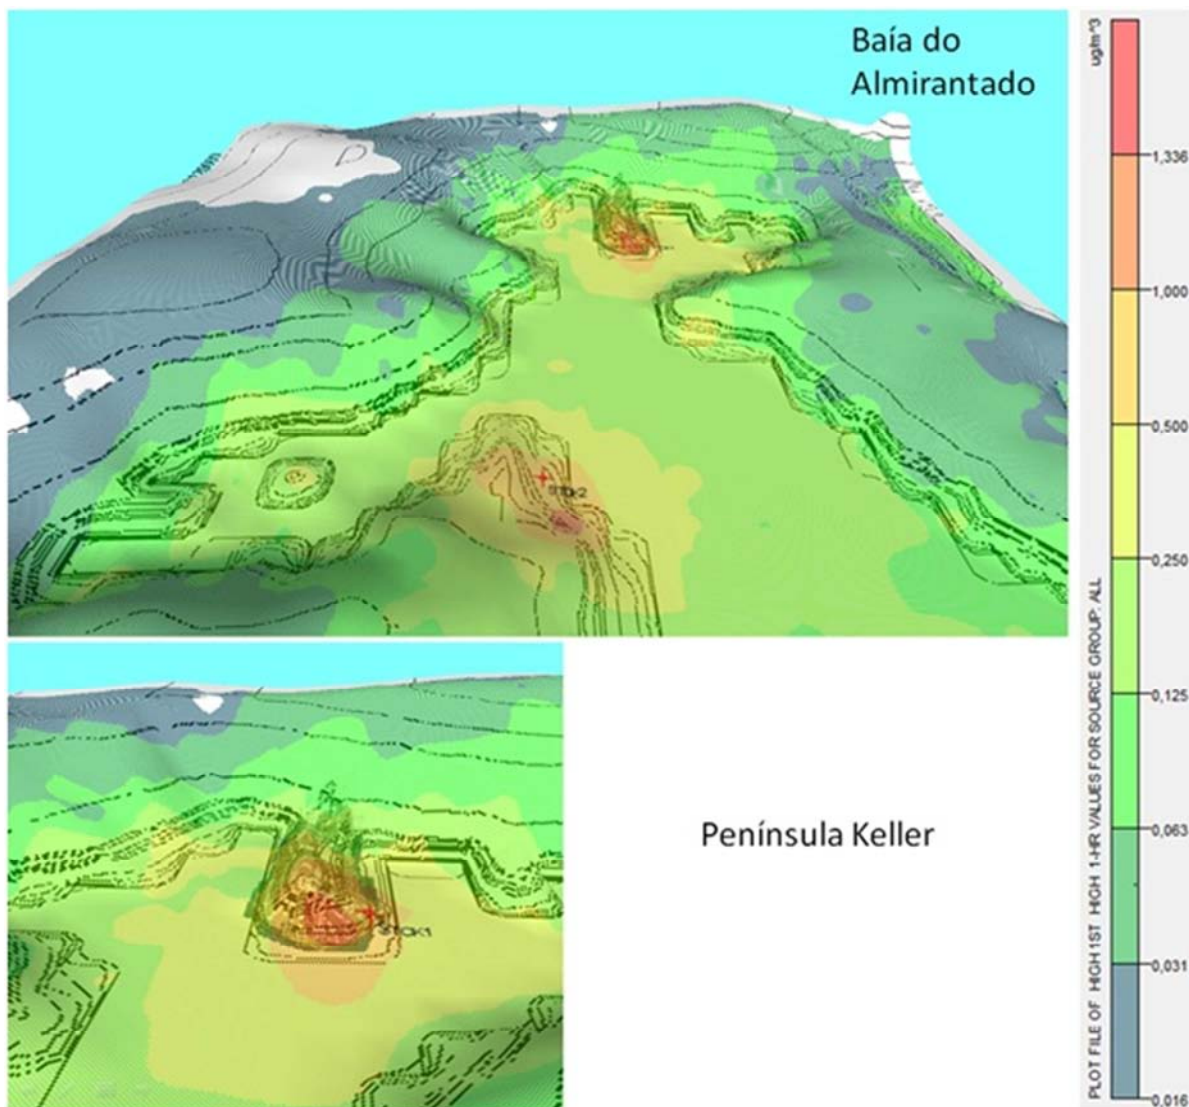 Baía do
Almirantado
STCK2
STCK1
Península Keller
ug/m^3
PLOT FILE OF HIGH 1ST HIGH 1-HR VALUES FOR SOURCE GROUP: ALL
1,336
1,000
0,500
0,250
0,125
0,063
0,031
0,016